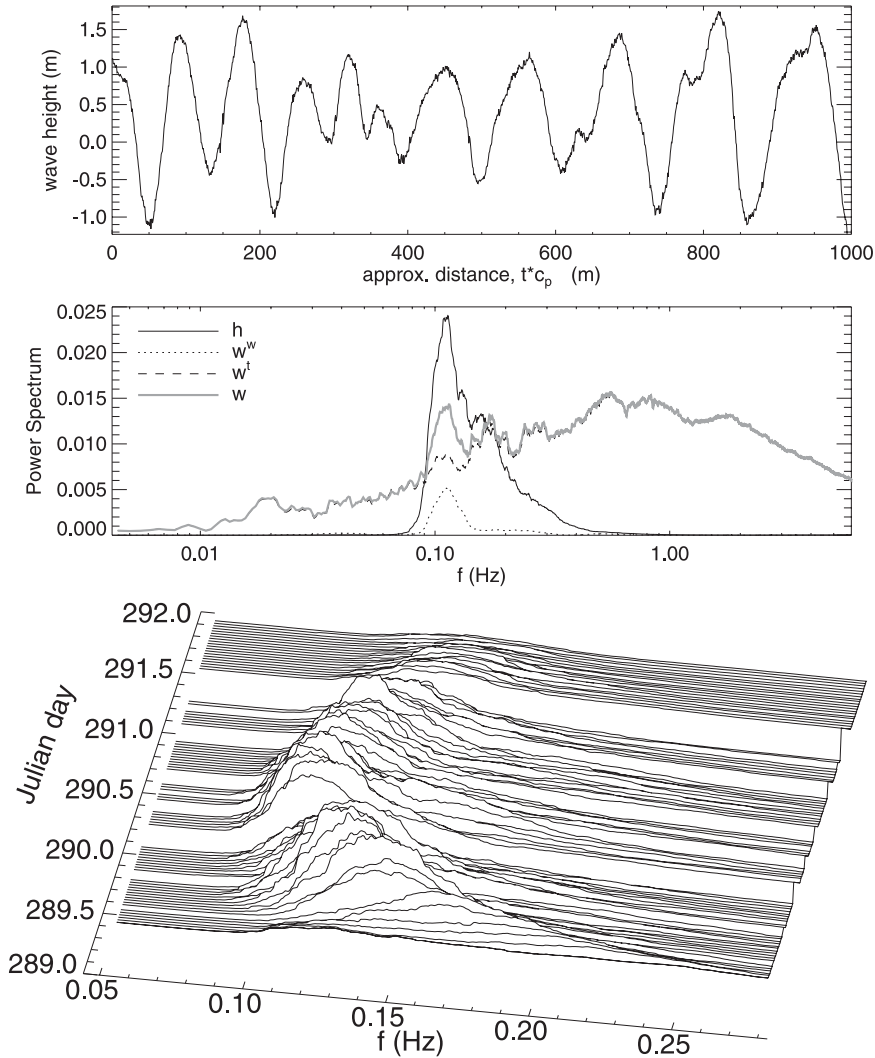 wave height (m)
1.5
1.0
0.5
0.0
-0.5
-1.0
0 200 400 600 800 1000
approx. distance, t*cp (m)
Power Spectrum
0.025
0.020
0.015
0.010
0.005
0.000
h
w^w
w^t
w
0.01 0.10 1.00
f (Hz)
Julian day
292.0
291.5
291.0
290.5
290.0
289.5
289.0
0.05 0.10 0.15 0.20 0.25
f (Hz)